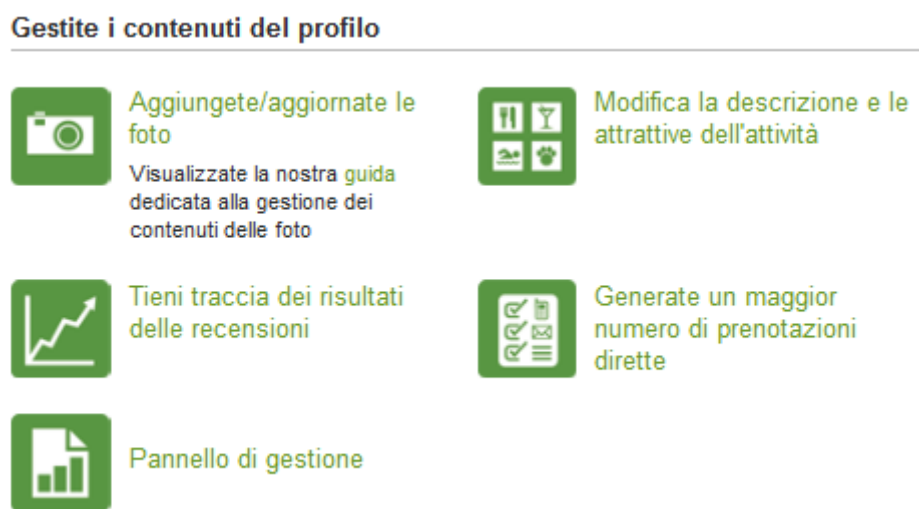 Gestite i contenuti del profilo
Aggiungete/aggiornate le
foto
Visualizzate la nostra guida
dedicata alla gestione dei
contenuti delle foto
Modifica la descrizione e le
attrattive dell'attività
Tieni traccia dei risultati
delle recensioni
Generate un maggior
numero di prenotazioni
dirette
Pannello di gestione